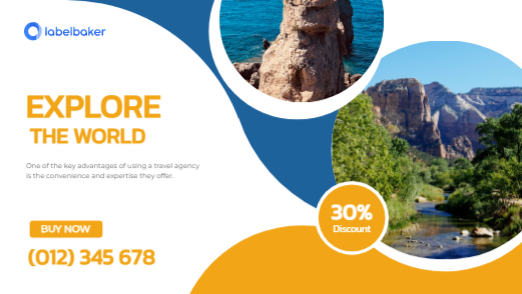 labelbaker
EXPLORE
THE WORLD
One of the key advantages of using a travel agency
is the convenience and expertise they offer.
BUY NOW
(012) 345 678
30%
Discount